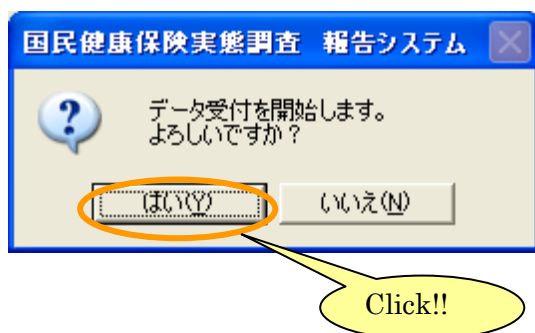 国民健康保険実態調査 報告システム
データ受付を開始します。
よろしいですか？
はい(Y) いいえ(N)
Click!!